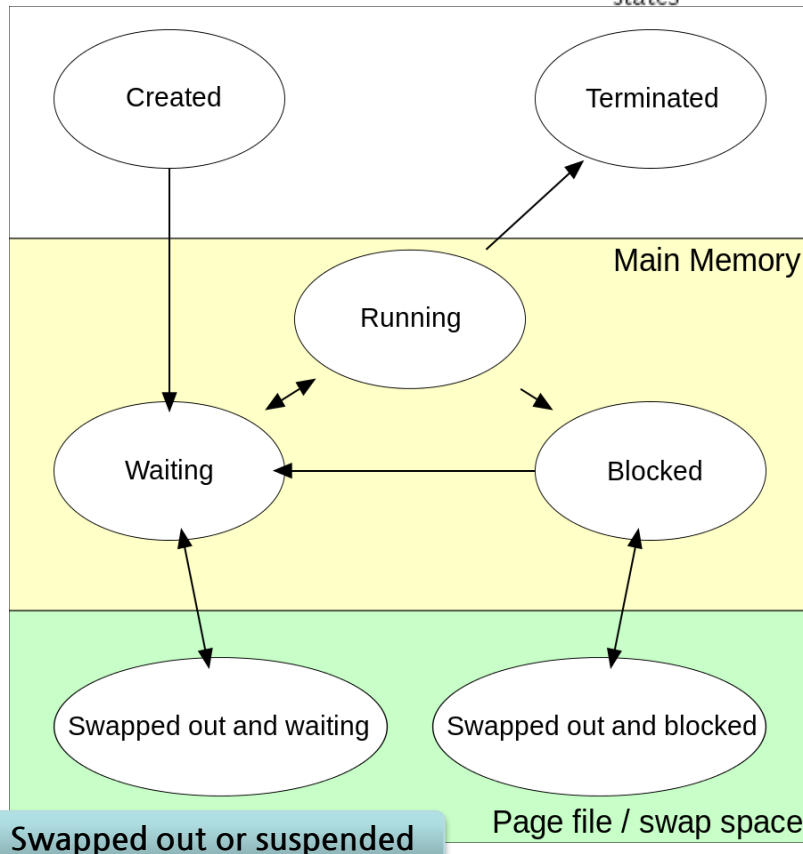 states
Created
Terminated
Main Memory
Running
Waiting
Blocked
Swapped out and waiting
Swapped out and blocked
Page file / swap space
Swapped out or suspended